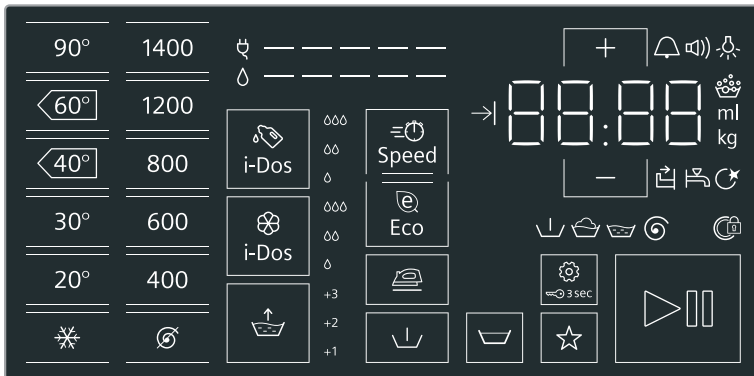 90° 1400
60° 1200
40° 800
30° 600
20° 400
i-Dos
i-Dos
+3
+2
+1
Speed
e
Eco
+
88:88
−
ml
kg
3 sec